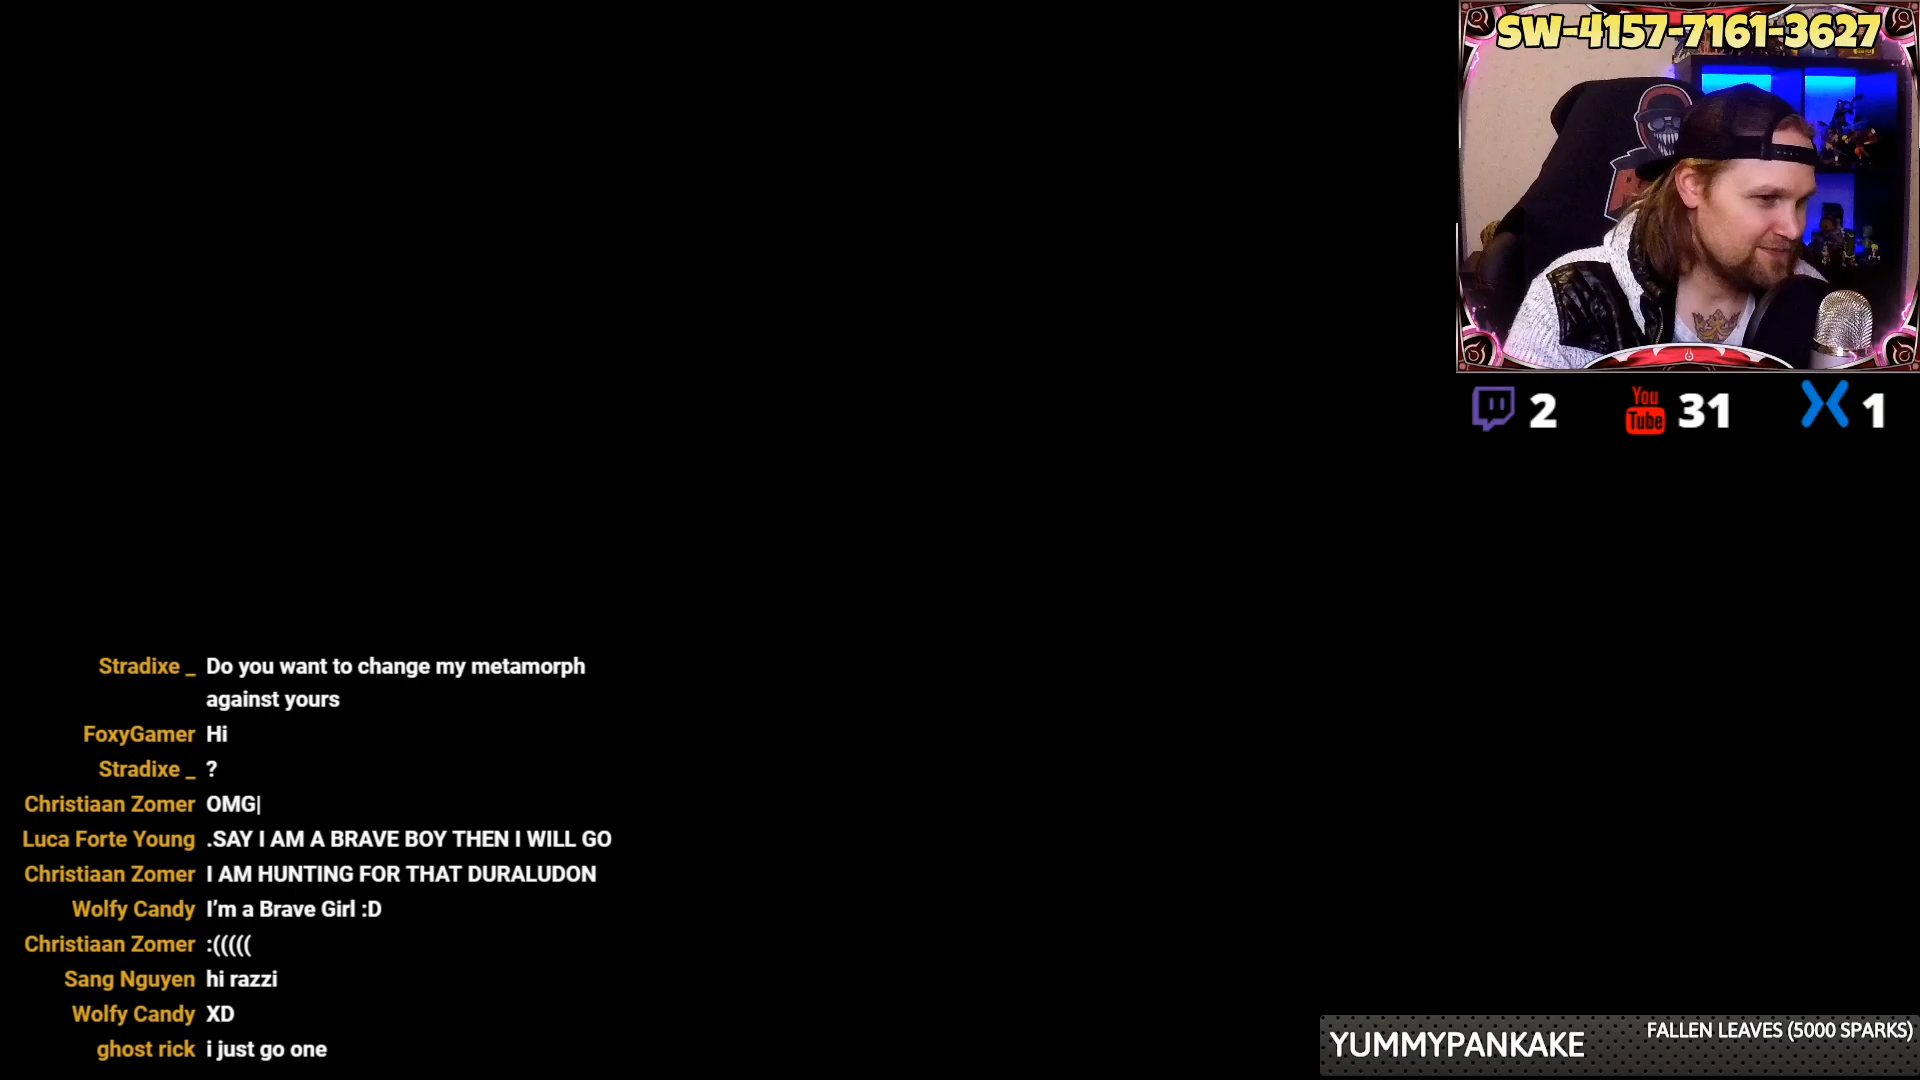 SW-4157-7161-3627
2
You
Tube
31
1
Stradixe _ Do you want to change my metamorph
against yours
FoxyGamer Hi
Stradixe _ ?
Christiaan Zomer OMG|
Luca Forte Young .SAY I AM A BRAVE BOY THEN I WILL GO
Christiaan Zomer I AM HUNTING FOR THAT DURALUDON
Wolfy Candy I’m a Brave Girl :D
Christiaan Zomer :(((((
Sang Nguyen hi razzi
Wolfy Candy XD
ghost rick i just go one
YUMMYPANKAKE
FALLEN LEAVES (5000 SPARKS)